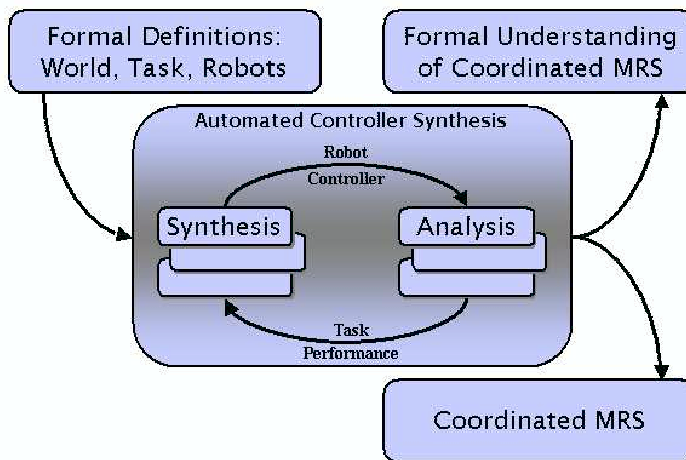 Formal Definitions:
World, Task, Robots
Formal Understanding
of Coordinated MRS
Automated Controller Synthesis
Robot
Controller
Synthesis
Analysis
Task
Performance
Coordinated MRS